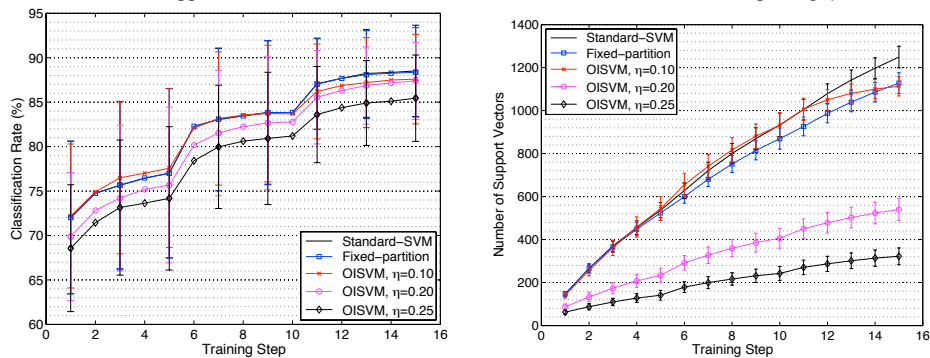 95
90
85
80
75
70
65
60
Classification Rate (%)
0 2 4 6 8 10 12 14 16
Training Step
Standard-SVM
Fixed-partition
OISVM, η=0.10
OISVM, η=0.20
OISVM, η=0.25
1400
1200
1000
800
600
400
200
0
Number of Support Vectors
0 2 4 6 8 10 12 14 16
Training Step
Standard-SVM
Fixed-partition
OISVM, η=0.10
OISVM, η=0.20
OISVM, η=0.25